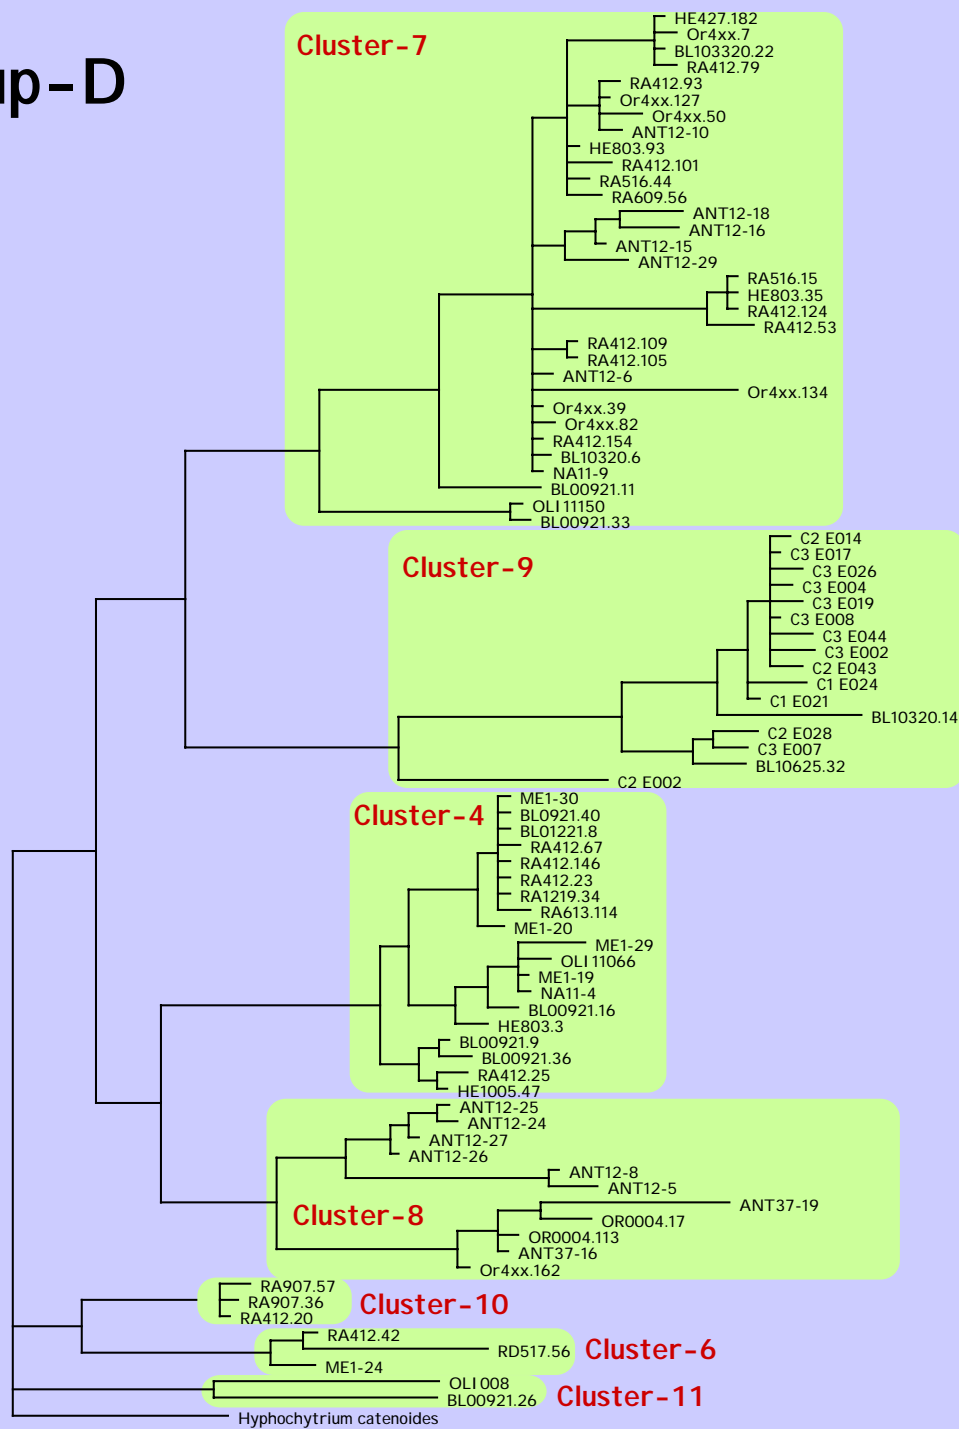 up-D
Cluster-7
HE427.182
Or4xx.7
BL103320.22
RA412.79
RA412.93
Or4xx.127
Or4xx.50
ANT12-10
HE803.93
RA412.101
RA516.44
RA609.56
ANT12-18
ANT12-16
ANT12-15
ANT12-29
RA516.15
HE803.35
RA412.124
RA412.53
RA412.109
RA412.105
ANT12-6
Or4xx.134
Or4xx.39
Or4xx.82
RA412.154
BL10320.6
NA11-9
BL00921.11
OLI11150
BL00921.33
Cluster-9
C2 E014
C3 E017
C3 E026
C3 E004
C3 E019
C3 E008
C3 E044
C3 E002
C2 E043
C1 E024
C1 E021
BL10320.14
C2 E028
C3 E007
BL10625.32
C2 E002
Cluster-4
ME1-30
BL0921.40
BL01221.8
RA412.67
RA412.146
RA412.23
RA1219.34
RA613.114
ME1-20
ME1-29
OLI11066
ME1-19
NA11-4
BL00921.16
HE803.3
BL00921.9
BL00921.36
RA412.25
HE1005.47
ANT12-25
ANT12-24
ANT12-27
ANT12-26
ANT12-8
ANT12-5
Cluster-8
ANT37-19
OR0004.17
OR0004.113
ANT37-16
Or4xx.162
RA907.57
RA907.36
RA412.20
Cluster-10
RA412.42
RD517.56
ME1-24
Cluster-6
OLI008
BL00921.26
Cluster-11
Hyphochytrium catenoides